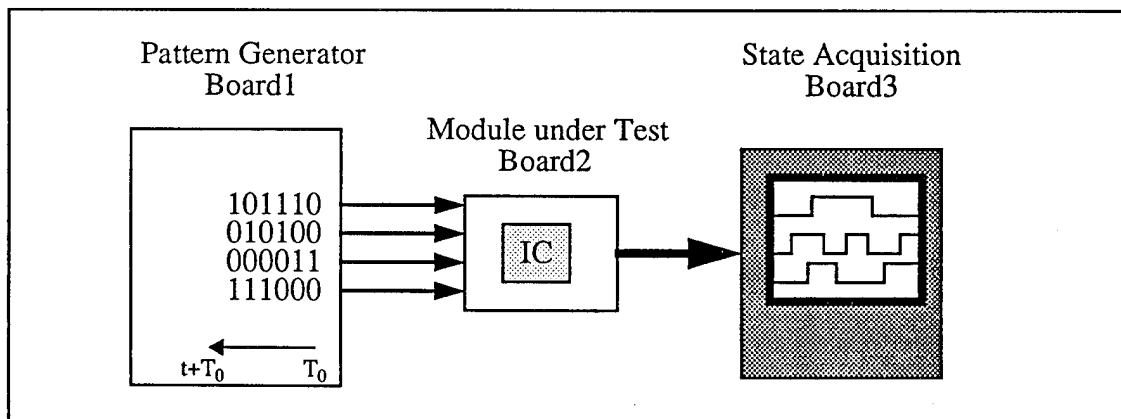 Pattern Generator
Board1
State Acquisition
Board3
Module under Test
Board2
101110
010100
000011
111000
IC
t+T0 T0